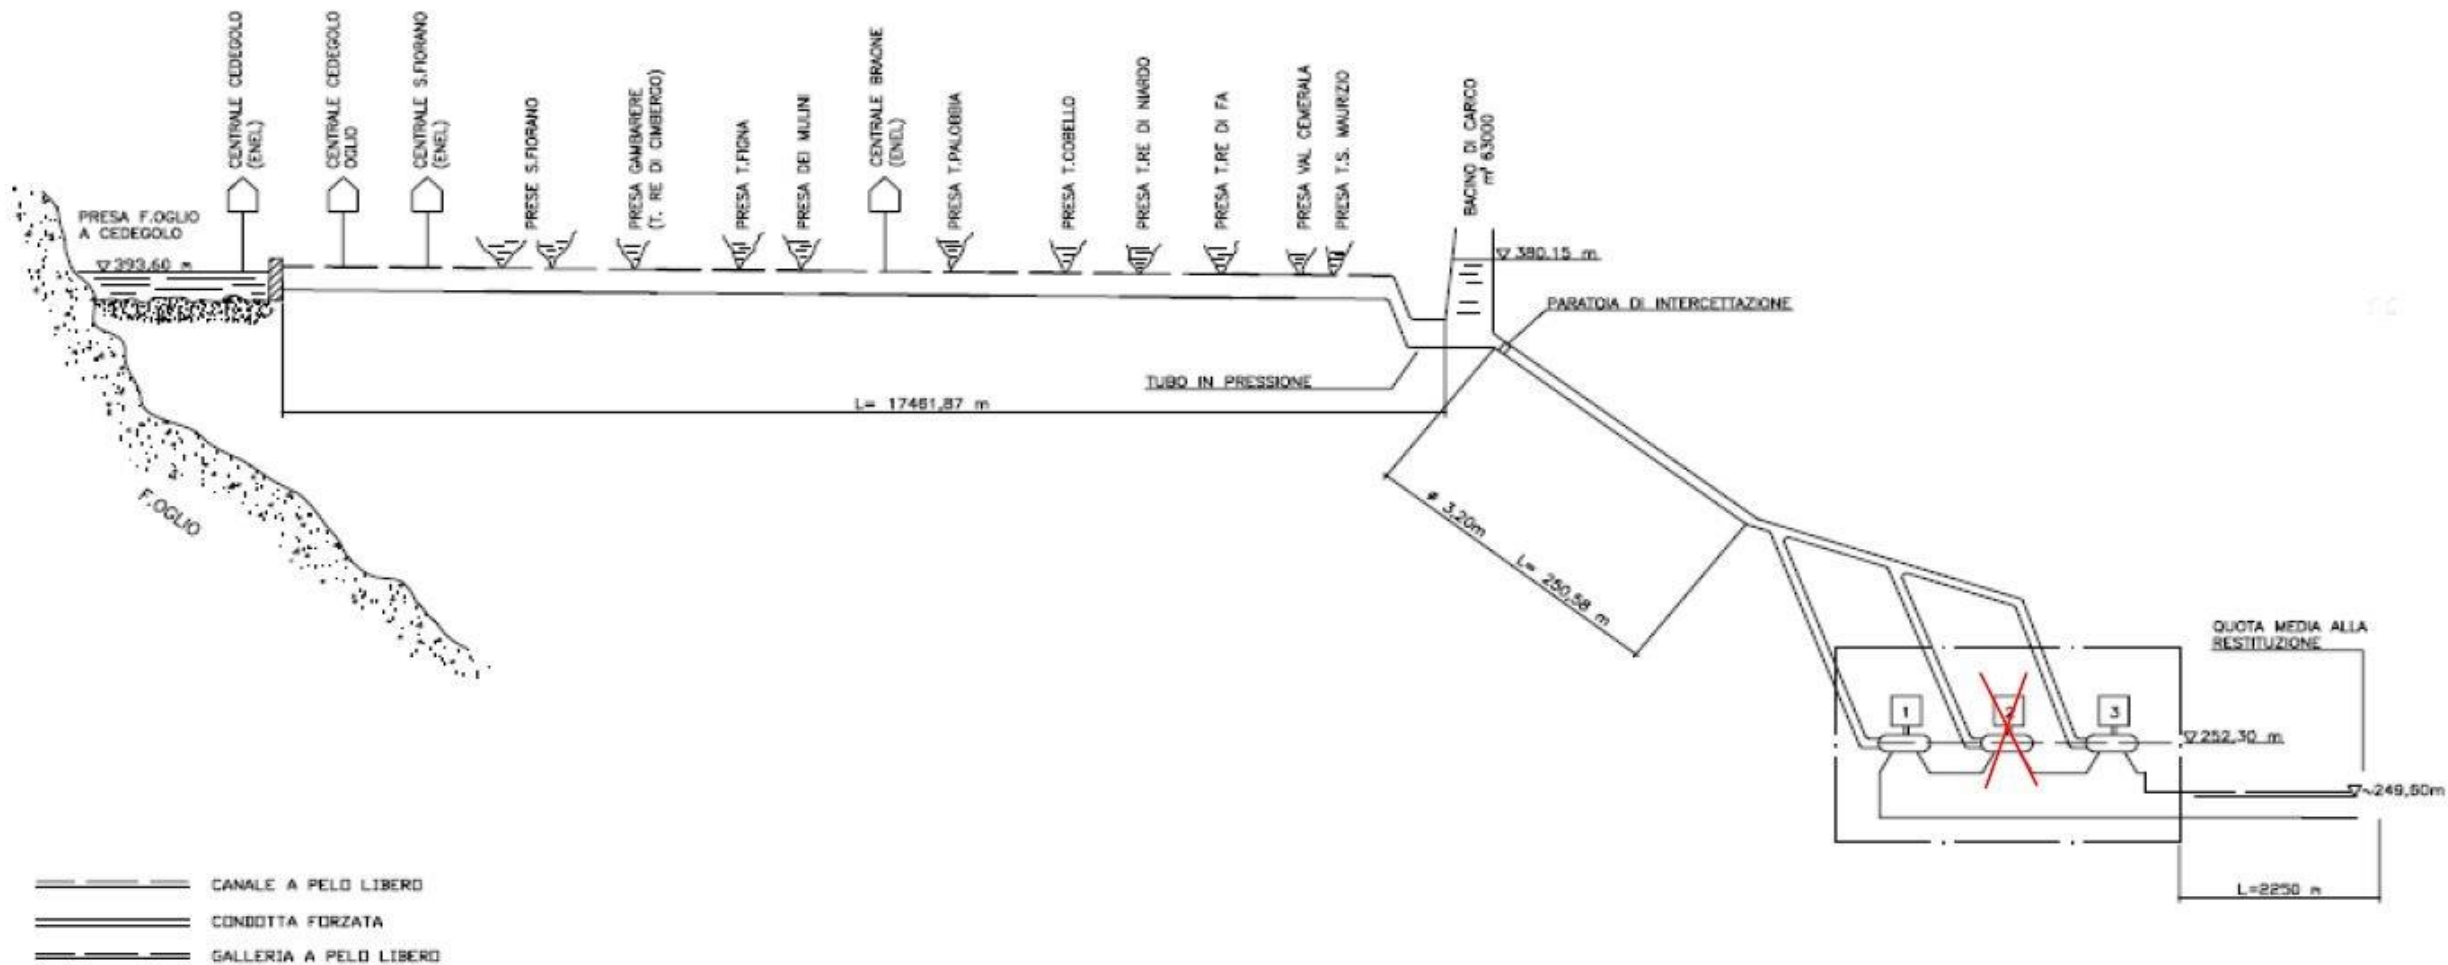 CENTRALE CEDEGOLO
(ENEL)
CENTRALE CEDEGOLO
OGLIO
CENTRALE S.FIORANO
(ENEL)
PRESE S.FIORANO
PRESA GAMBARERE
(T. RE DI CIMBERGO)
PRESA T.FIGNA
PRESA DEI MULINI
CENTRALE BRAONE
(ENEL)
PRESA T.PALOBBIA
PRESA T.COBELLO
PRESA T.RE DI NIARDO
PRESA T.RE DI FA
PRESA VAL CEMERALA
PRESA T.S. MAURIZIO
BACINO DI CARICO
m³ 63000
PRESA F.OGLIO
A CEDEGOLO
393,60 m
380.15 m
PARATOIA DI INTERCETTAZIONE
TUBO IN PRESSIONE
L= 17461,87 m
F.OGLIO
ø 3,20m
L= 250,58 m
QUOTA MEDIA ALLA
RESTITUZIONE
1
2
3
252,30 m
~249,60m
L=2250 m
CANALE A PELO LIBERO
CONDOTTA FORZATA
GALLERIA A PELO LIBERO